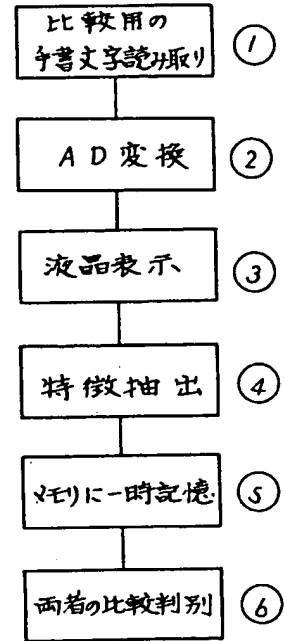 比較用の
手書文字読み取り ①
AD変換 ②
液晶表示 ③
特徴抽出 ④
メモリに一時記憶 ⑤
両者の比較判別 ⑥